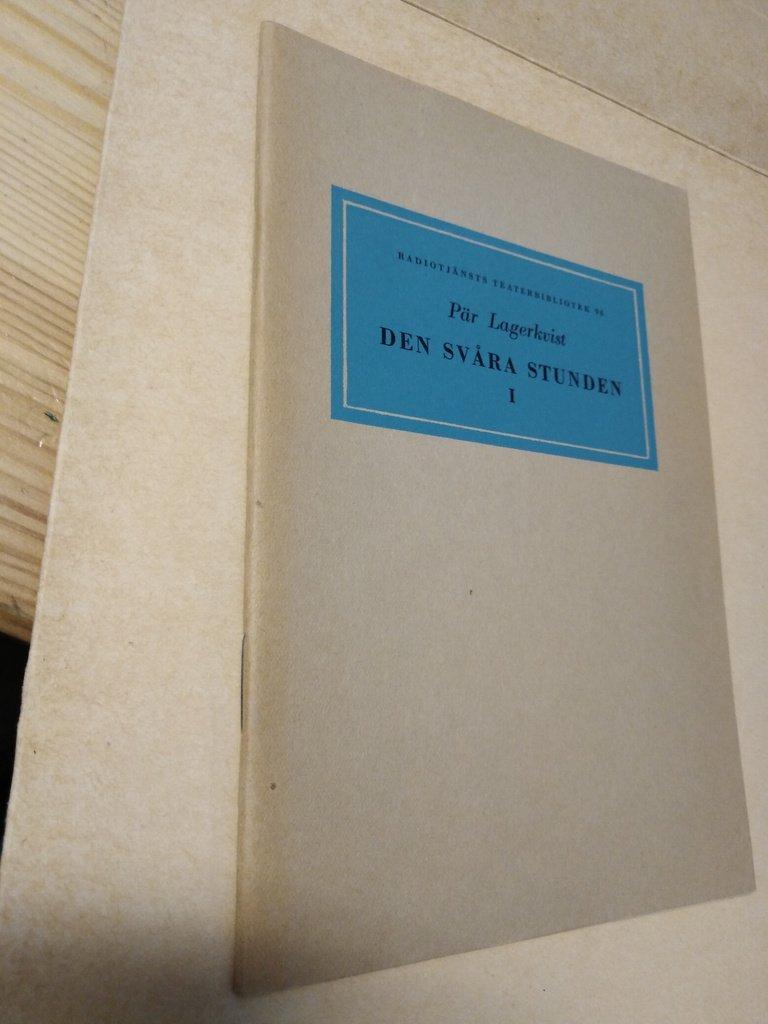 RADIOTJÄNSTS TEATERBIBLIOTEK 96
Pär Lagerkvist
DEN SVÅRA STUNDEN
I